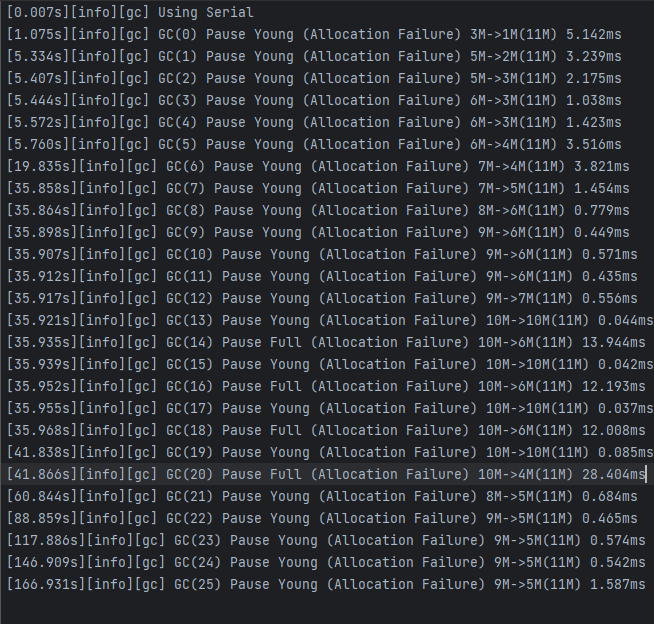 [0.007s][info][gc] Using Serial
[1.075s][info][gc] GC(0) Pause Young (Allocation Failure) 3M->1M(11M) 5.142ms
[5.334s][info][gc] GC(1) Pause Young (Allocation Failure) 5M->2M(11M) 3.239ms
[5.407s][info][gc] GC(2) Pause Young (Allocation Failure) 5M->3M(11M) 2.175ms
[5.444s][info][gc] GC(3) Pause Young (Allocation Failure) 6M->3M(11M) 1.038ms
[5.572s][info][gc] GC(4) Pause Young (Allocation Failure) 6M->3M(11M) 1.423ms
[5.760s][info][gc] GC(5) Pause Young (Allocation Failure) 6M->4M(11M) 3.516ms
[19.835s][info][gc] GC(6) Pause Young (Allocation Failure) 7M->4M(11M) 3.821ms
[35.858s][info][gc] GC(7) Pause Young (Allocation Failure) 7M->5M(11M) 1.454ms
[35.864s][info][gc] GC(8) Pause Young (Allocation Failure) 8M->6M(11M) 0.779ms
[35.898s][info][gc] GC(9) Pause Young (Allocation Failure) 9M->6M(11M) 0.449ms
[35.907s][info][gc] GC(10) Pause Young (Allocation Failure) 9M->6M(11M) 0.571ms
[35.912s][info][gc] GC(11) Pause Young (Allocation Failure) 9M->6M(11M) 0.435ms
[35.917s][info][gc] GC(12) Pause Young (Allocation Failure) 9M->7M(11M) 0.556ms
[35.921s][info][gc] GC(13) Pause Young (Allocation Failure) 10M->10M(11M) 0.044ms
[35.935s][info][gc] GC(14) Pause Full (Allocation Failure) 10M->6M(11M) 13.944ms
[35.939s][info][gc] GC(15) Pause Young (Allocation Failure) 10M->10M(11M) 0.042ms
[35.952s][info][gc] GC(16) Pause Full (Allocation Failure) 10M->6M(11M) 12.193ms
[35.955s][info][gc] GC(17) Pause Young (Allocation Failure) 10M->10M(11M) 0.037ms
[35.968s][info][gc] GC(18) Pause Full (Allocation Failure) 10M->6M(11M) 12.008ms
[41.838s][info][gc] GC(19) Pause Young (Allocation Failure) 10M->10M(11M) 0.085ms
[41.866s][info][gc] GC(20) Pause Full (Allocation Failure) 10M->4M(11M) 28.404ms
[60.844s][info][gc] GC(21) Pause Young (Allocation Failure) 8M->5M(11M) 0.684ms
[88.859s][info][gc] GC(22) Pause Young (Allocation Failure) 9M->5M(11M) 0.465ms
[117.886s][info][gc] GC(23) Pause Young (Allocation Failure) 9M->5M(11M) 0.574ms
[146.909s][info][gc] GC(24) Pause Young (Allocation Failure) 9M->5M(11M) 0.542ms
[166.931s][info][gc] GC(25) Pause Young (Allocation Failure) 9M->5M(11M) 1.587ms